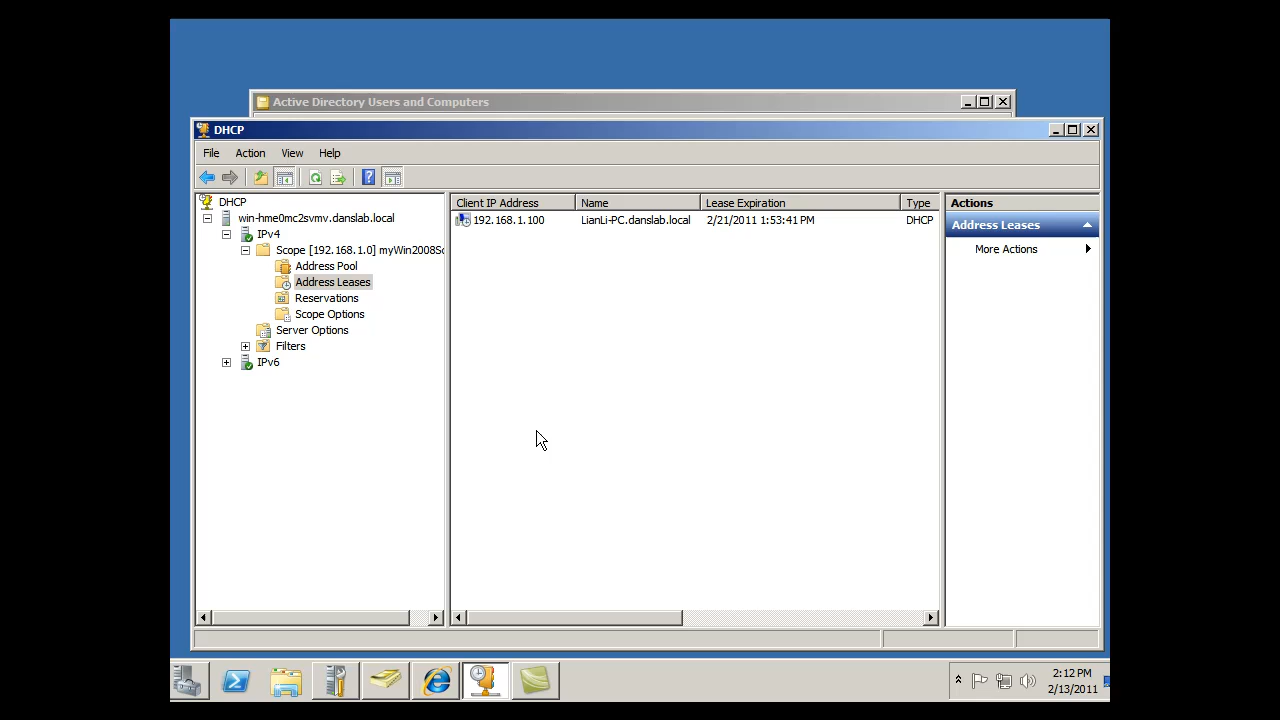 Active Directory Users and Computers
DHCP
File Action View Help
DHCP
win-hme0mc2svmv.danslab.local
IPv4
Scope [192.168.1.0] myWin2008Sc
Address Pool
Address Leases
Reservations
Scope Options
Server Options
Filters
IPv6
Client IP Address Name Lease Expiration Type
192.168.1.100 LianLi-PC.danslab.local 2/21/2011 1:53:41 PM DHCP
Actions
Address Leases
More Actions
2:12 PM
2/13/2011